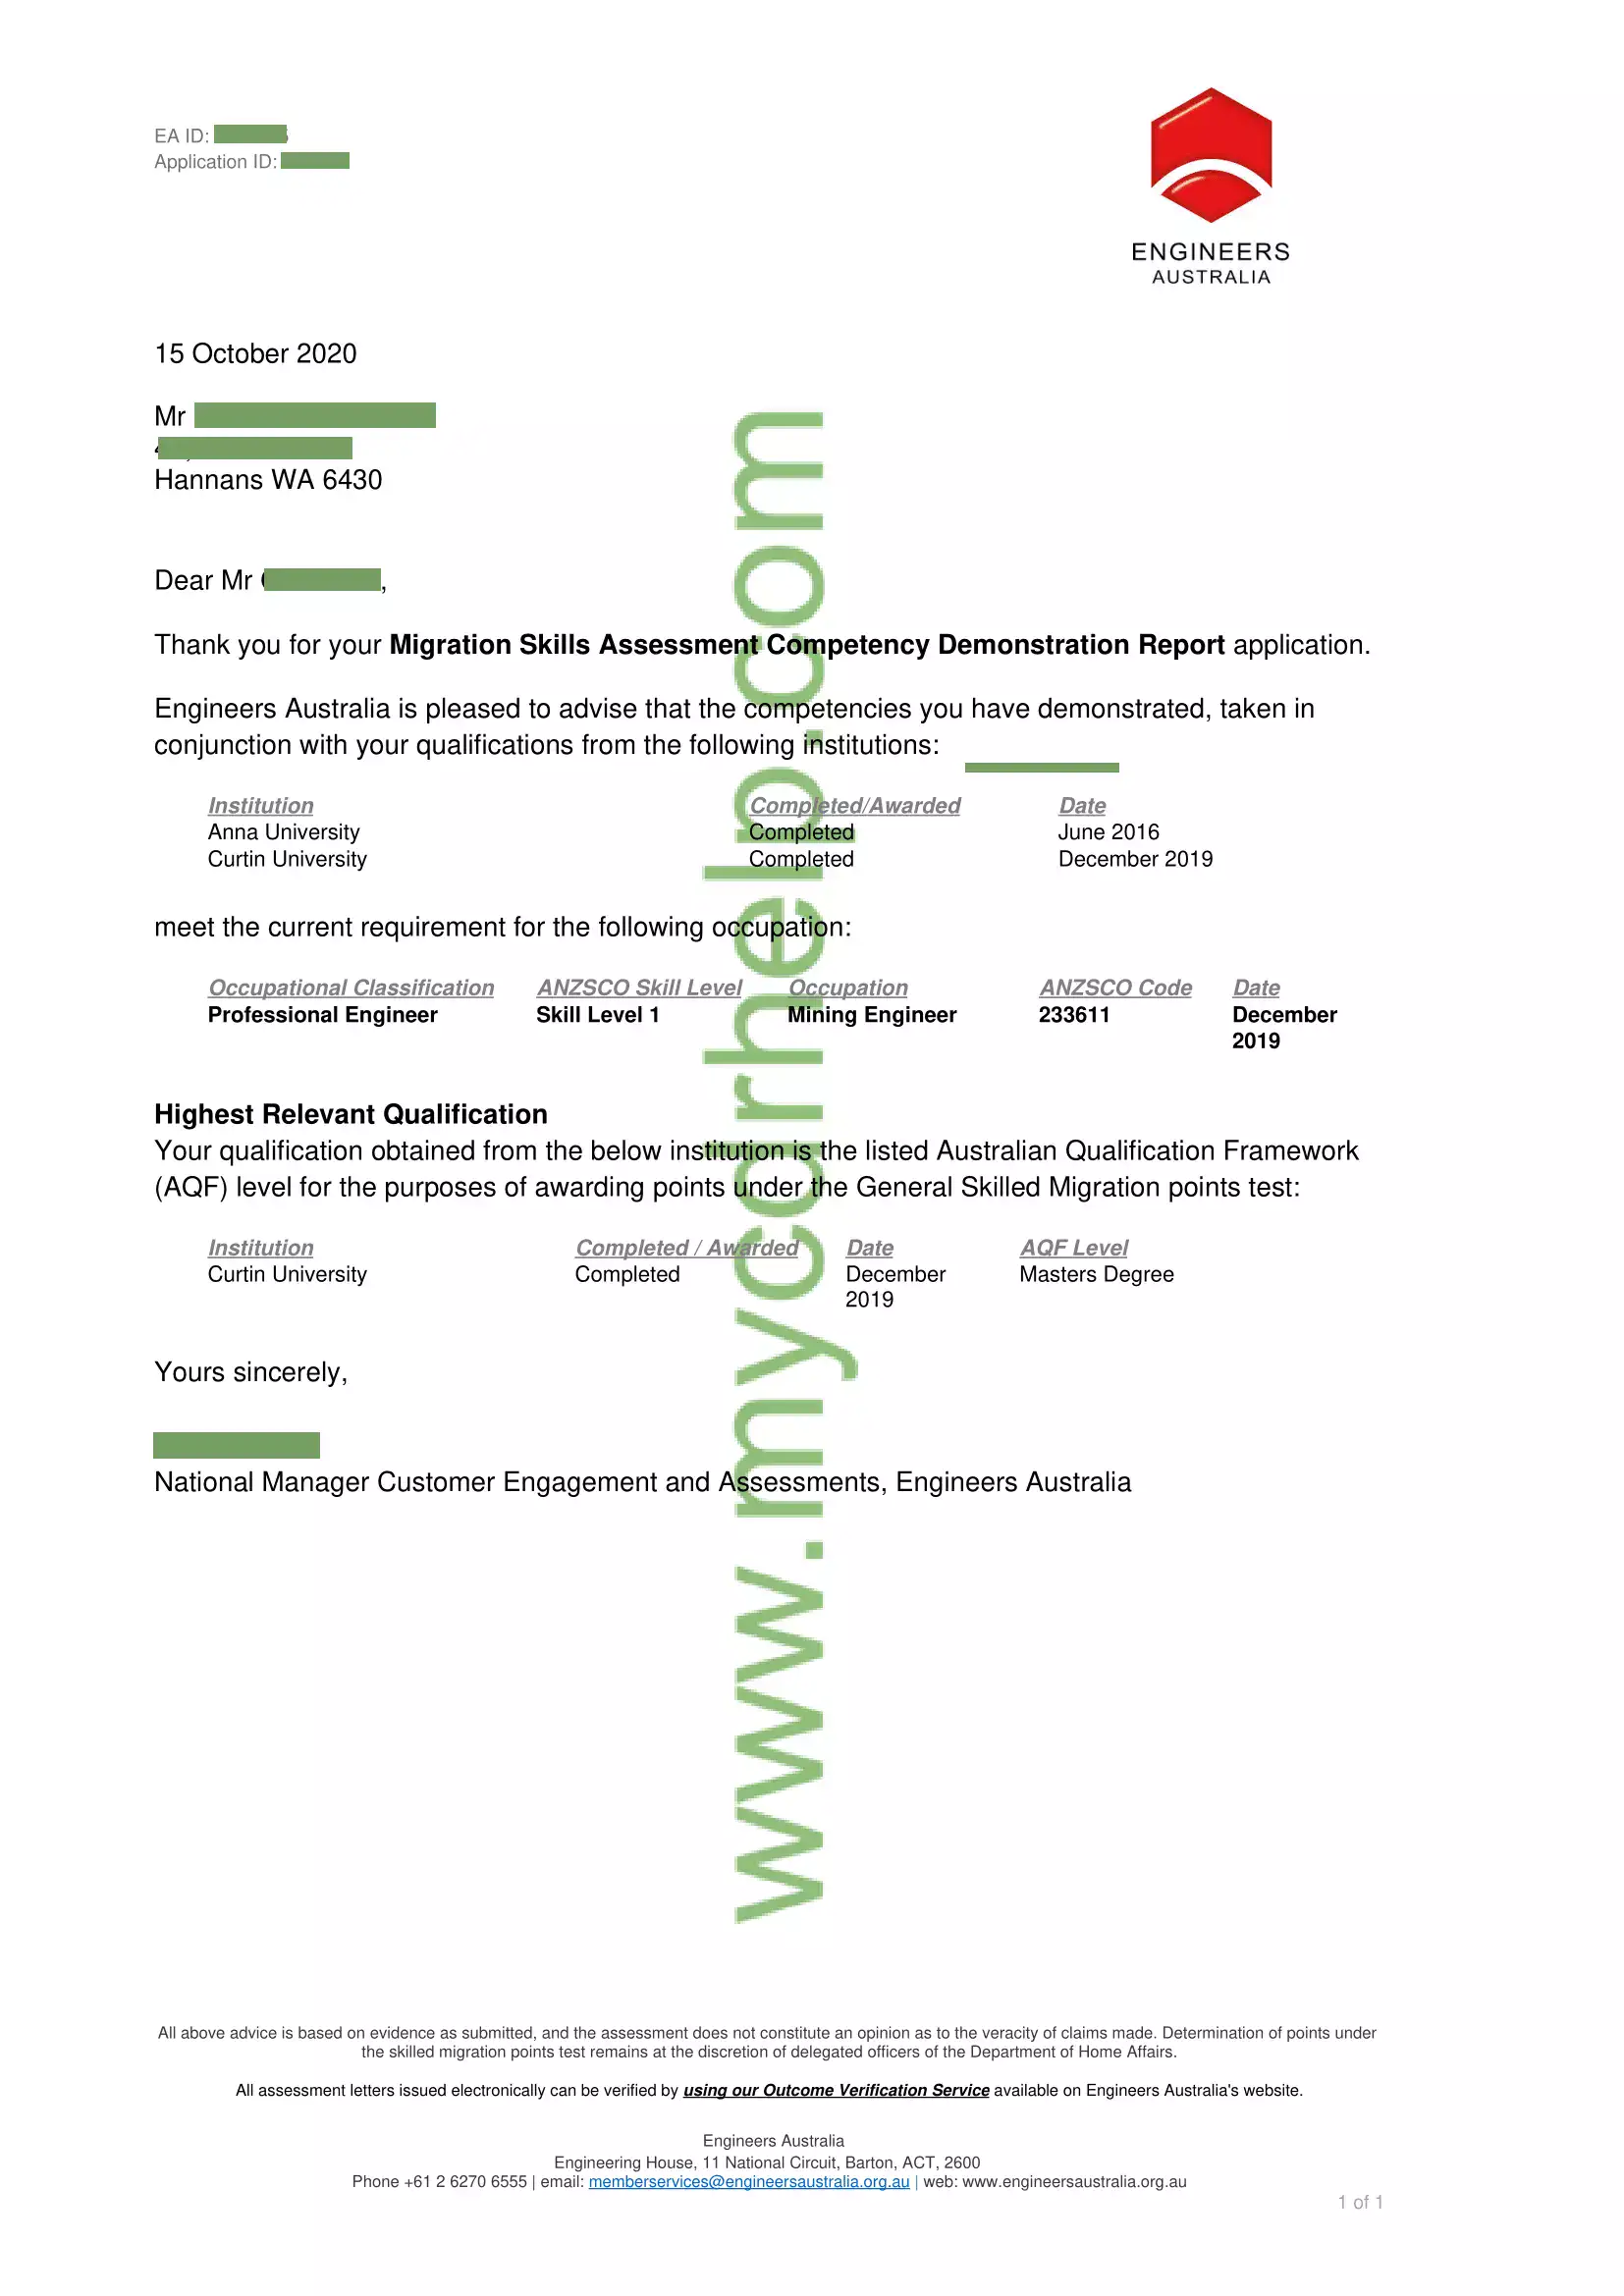 EA ID:
Application ID:
ENGINEERS
AUSTRALIA
15 October 2020
Mr
Hannans WA 6430
Dear Mr ,
Thank you for your Migration Skills Assessment Competency Demonstration Report application.
Engineers Australia is pleased to advise that the competencies you have demonstrated, taken in
conjunction with your qualifications from the following institutions:
Institution Completed/Awarded Date
Anna University Completed June 2016
Curtin University Completed December 2019
meet the current requirement for the following occupation:
Occupational Classification ANZSCO Skill Level Occupation ANZSCO Code Date
Professional Engineer Skill Level 1 Mining Engineer 233611 December
2019
Highest Relevant Qualification
Your qualification obtained from the below institution is the listed Australian Qualification Framework
(AQF) level for the purposes of awarding points under the General Skilled Migration points test:
Institution Completed / Awarded Date AQF Level
Curtin University Completed December Masters Degree
2019
Yours sincerely,
National Manager Customer Engagement and Assessments, Engineers Australia
www.mycdrhelp.com
All above advice is based on evidence as submitted, and the assessment does not constitute an opinion as to the veracity of claims made. Determination of points under
the skilled migration points test remains at the discretion of delegated officers of the Department of Home Affairs.
All assessment letters issued electronically can be verified by using our Outcome Verification Service available on Engineers Australia's website.
Engineers Australia
Engineering House, 11 National Circuit, Barton, ACT, 2600
Phone +61 2 6270 6555 | email: memberservices@engineersaustralia.org.au | web: www.engineersaustralia.org.au
1 of 1